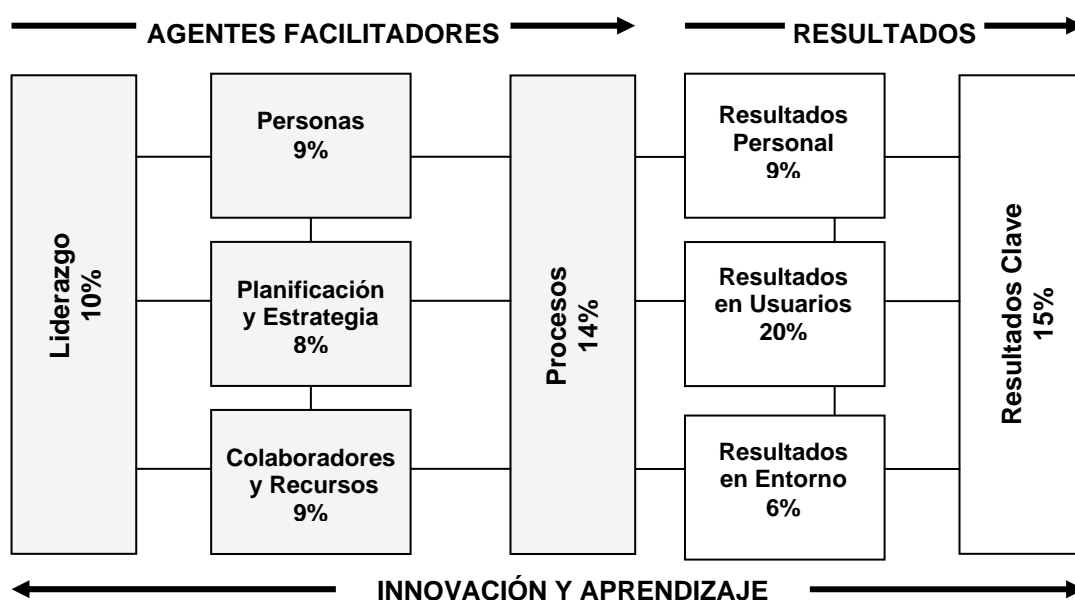 AGENTES FACILITADORES
RESULTADOS
Liderazgo
10%
Personas
9%
Planificación
y Estrategia
8%
Colaboradores
y Recursos
9%
Procesos
14%
Resultados
Personal
9%
Resultados
en Usuarios
20%
Resultados
en Entorno
6%
Resultados Clave
15%
INNOVACIÓN Y APRENDIZAJE